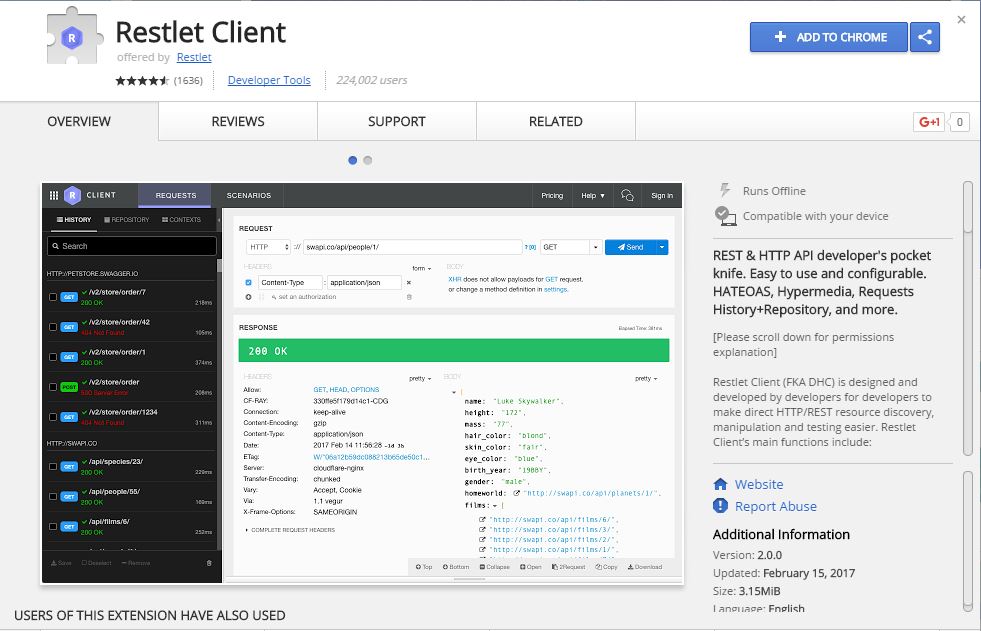 Restlet Client
offered by Restlet
(1636)
Developer Tools
224,002 users
ADD TO CHROME
OVERVIEW
REVIEWS
SUPPORT
RELATED
G+1
0
R CLIENT
REQUESTS
SCENARIOS
Pricing
Help
Sign in
HISTORY
REPOSITORY
CONTEXTS
Search
HTTP://PETSTORE.SWAGGER.IO
GET /v2/store/order/7
200 OK 218ms
GET /v2/store/order/42
404 Not Found 105ms
GET /v2/store/order/1
200 OK 374ms
POST /v2/store/order
500 Server Error 208ms
GET /v2/store/order/1234
404 Not Found 311ms
HTTP://SWAPI.CO
GET /api/species/23/
200 OK 229ms
GET /api/people/55/
200 OK 169ms
GET /api/films/6/
200 OK 252ms
Save Deselect Remove
REQUEST
HTTP :// swapi.co/api/people/1/ ? [0] GET Send
HEADERS form
Content-Type : application/json
set an authorization
BODY
XHR does not allow payloads for GET request.
or change a method definition in settings.
RESPONSE
Elapsed Time: 381ms
200 OK
HEADERS pretty
Allow: GET, HEAD, OPTIONS
CF-RAY: 330ffe5f179d14c1-CDG
Connection: keep-alive
Content-Encoding: gzip
Content-Type: application/json
Date: 2017 Feb 14 11:56:28
ETag:
Server: cloudflare-nginx
Transfer-Encoding: chunked
Vary: Accept, Cookie
Via: 1.1 vegur
X-Frame-Options: SAMEORIGIN
COMPLETE REQUEST HEADERS
BODY pretty
{
name: "Luke Skywalker",
height: "172",
mass: "77",
hair_color: "blond",
skin_color: "fair",
eye_color: "blue",
birth_year: "19BBY",
gender: "male",
homeworld: "http://swapi.co/api/planets/1/",
films: [
"http://swapi.co/api/films/6/",
"http://swapi.co/api/films/3/",
"http://swapi.co/api/films/2/",
"http://swapi.co/api/films/1/",
Top Bottom Collapse Open 2Request Copy Download
Runs Offline
Compatible with your device
REST & HTTP API developer's pocket
knife. Easy to use and configurable.
HATEOAS, Hypermedia, Requests
History+Repository, and more.
[Please scroll down for permissions
explanation]
Restlet Client (FKA DHC) is designed and
developed by developers for developers to
make direct HTTP/REST resource discovery,
manipulation and testing easier. Restlet
Client's main functions include:
Website
Report Abuse
Additional Information
Version: 2.0.0
Updated: February 15, 2017
Size: 3.15MiB
Language: English
USERS OF THIS EXTENSION HAVE ALSO USED